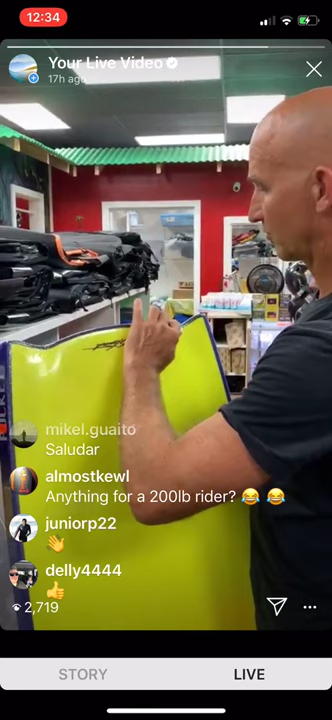 12:34
Your Live Video
17h ago
mikel.guaito
Saludar
almostkewl
Anything for a 200lb rider? 😂 😂
juniorp22
👋
delly4444
👍
2,719
STORY
LIVE